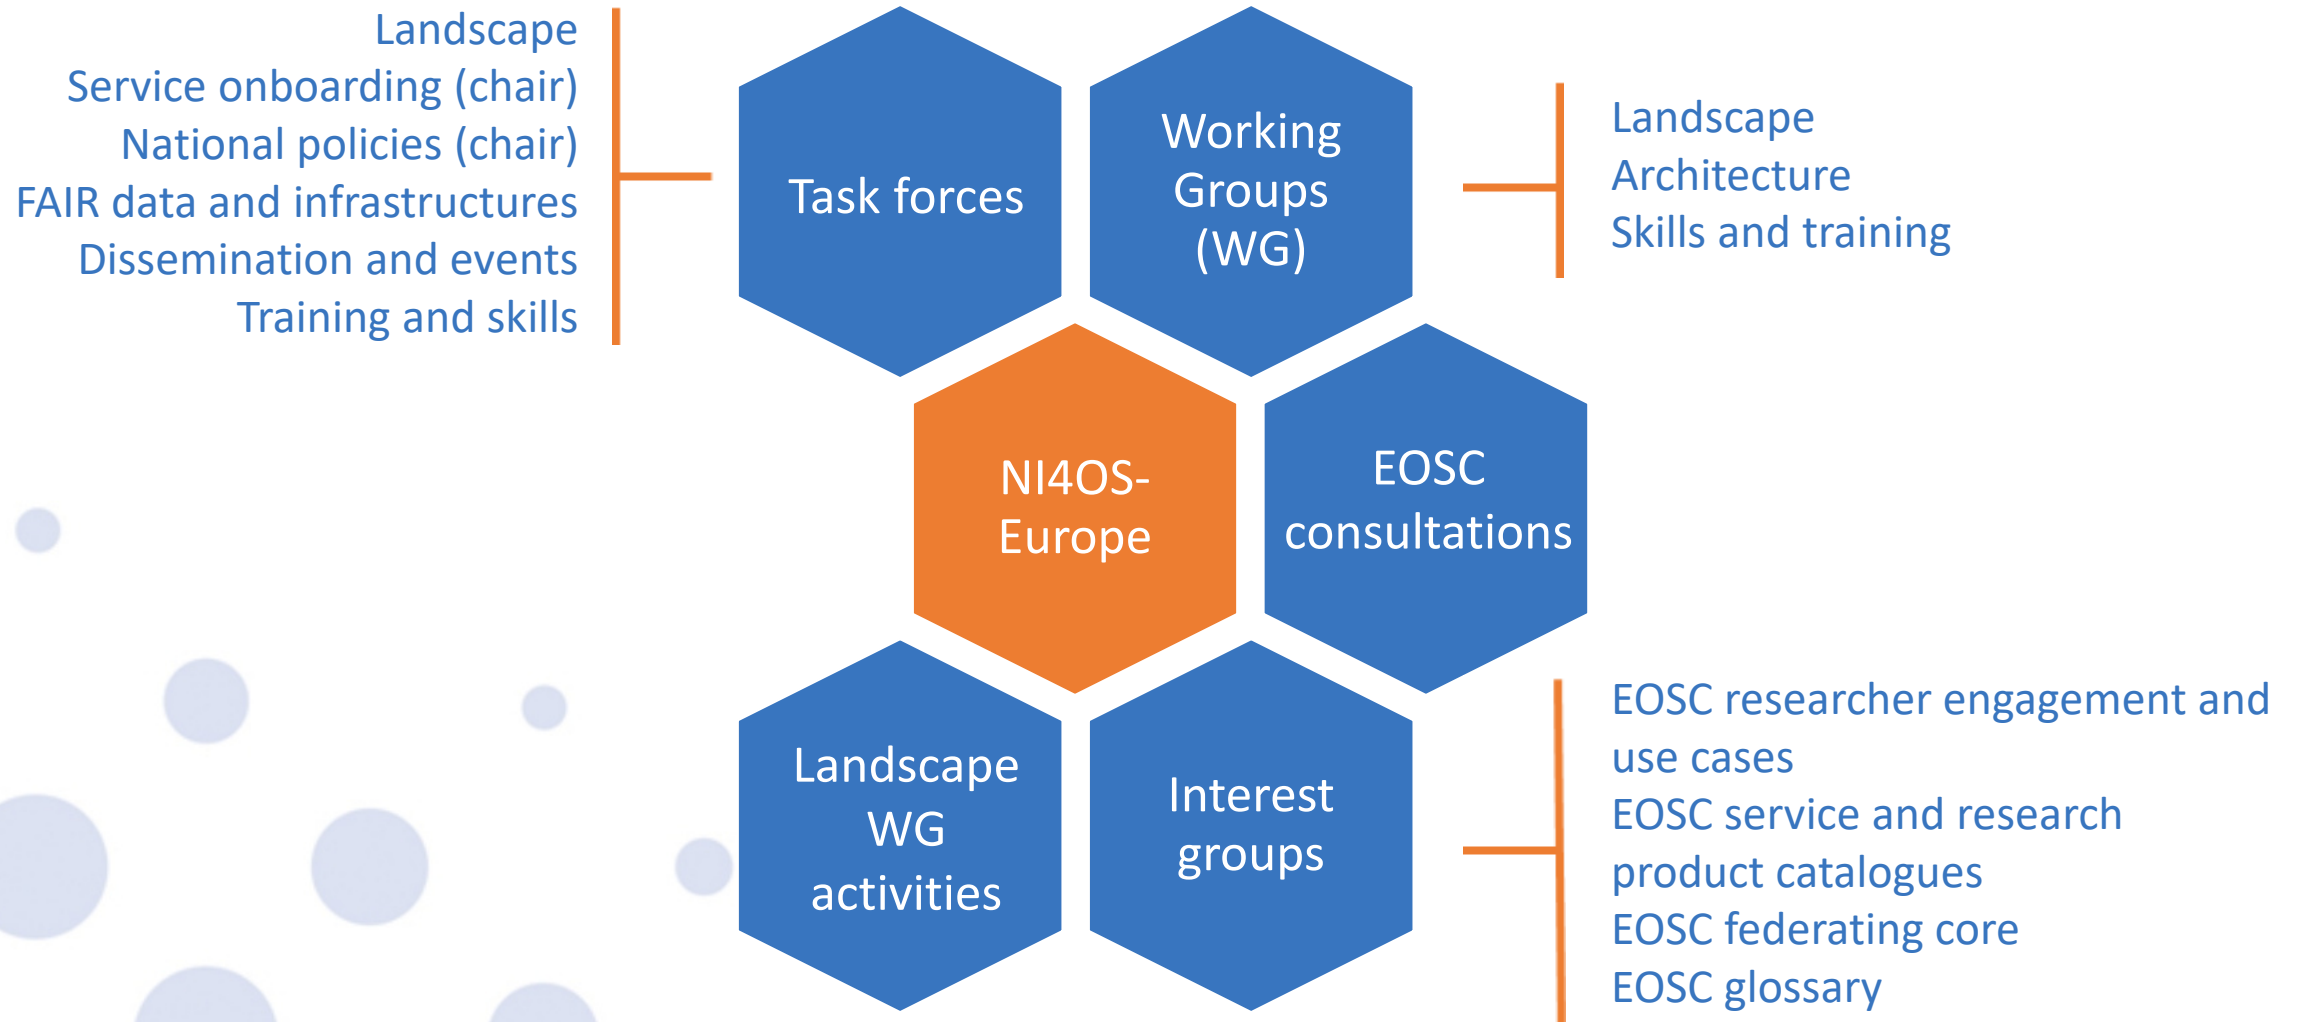 Landscape
Service onboarding (chair)
National policies (chair)
FAIR data and infrastructures
Dissemination and events
Training and skills
Task forces
Working
Groups
(WG)
Landscape
Architecture
Skills and training
NI4OS-
Europe
EOSC
consultations
Landscape
WG
activities
Interest
groups
EOSC researcher engagement and
use cases
EOSC service and research
product catalogues
EOSC federating core
EOSC glossary